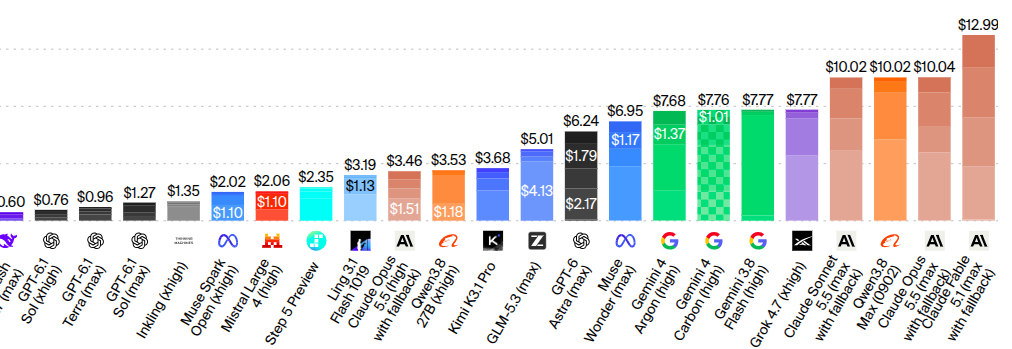 $12.99
$10.02 $10.02 $10.04
$7.68 $7.76 $7.77 $7.77
$6.95
$6.24
$5.01
$3.19 $3.46 $3.53 $3.68
$2.02 $2.06 $2.35
0.60 $0.76 $0.96 $1.27 $1.35
$1.01
$1.37
$1.17
$1.79
$1.13
$4.13
$2.17
$1.10
$1.10
$1.51
$1.18
THINKING
MACHINES
(max)
GPT-6.1
Sol (xhigh)
GPT-6.1
Terra (max)
GPT-6.1
Sol (max)
Inkling (xhigh)
Muse Spark
Open (xhigh)
Mistral Large
4 (high)
Step 5 Preview
Ling 3.1
Flash 1019
Claude Opus
5.5 (high
with fallback)
Qwen3.8
27B (xhigh)
Kimi K3.1 Pro
GLM-5.3 (max)
GPT-6
Astra (max)
Muse
Wonder (max)
Gemini 4
Argon (high)
Gemini 4
Carbon (high)
Gemini 3.8
Flash (high)
Grok 4.7 (xhigh)
Claude Sonnet
5.5 (max
with fallback)
Qwen3.8
Max (0902)
Claude Opus
5.5 (max
with fallback)
Claude Fable
5.1 (max
with fallback)